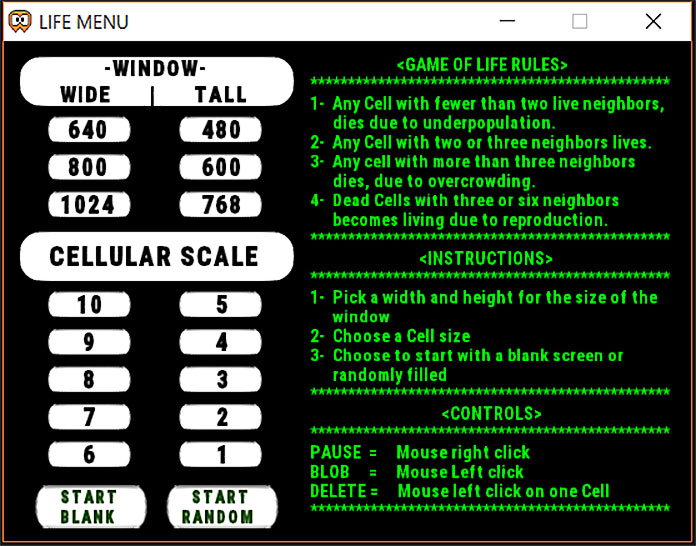 LIFE MENU
-WINDOW-
WIDE | TALL
640 480
800 600
1024 768
CELLULAR SCALE
10 5
9 4
8 3
7 2
6 1
START BLANK
START RANDOM
<GAME OF LIFE RULES>
*********************************************************
1- Any Cell with fewer than two live neighbors,
dies due to underpopulation.
2- Any Cell with two or three neighbors lives.
3- Any cell with more than three neighbors
dies, due to overcrowding.
4- Dead Cells with three or six neighbors
becomes living due to reproduction.
*********************************************************
<INSTRUCTIONS>
*********************************************************
1- Pick a width and height for the size of the
window
2- Choose a Cell size
3- Choose to start with a blank screen or
randomly filled
*********************************************************
<CONTROLS>
*********************************************************
PAUSE = Mouse right click
BLOB = Mouse Left click
DELETE = Mouse left click on one Cell
*********************************************************